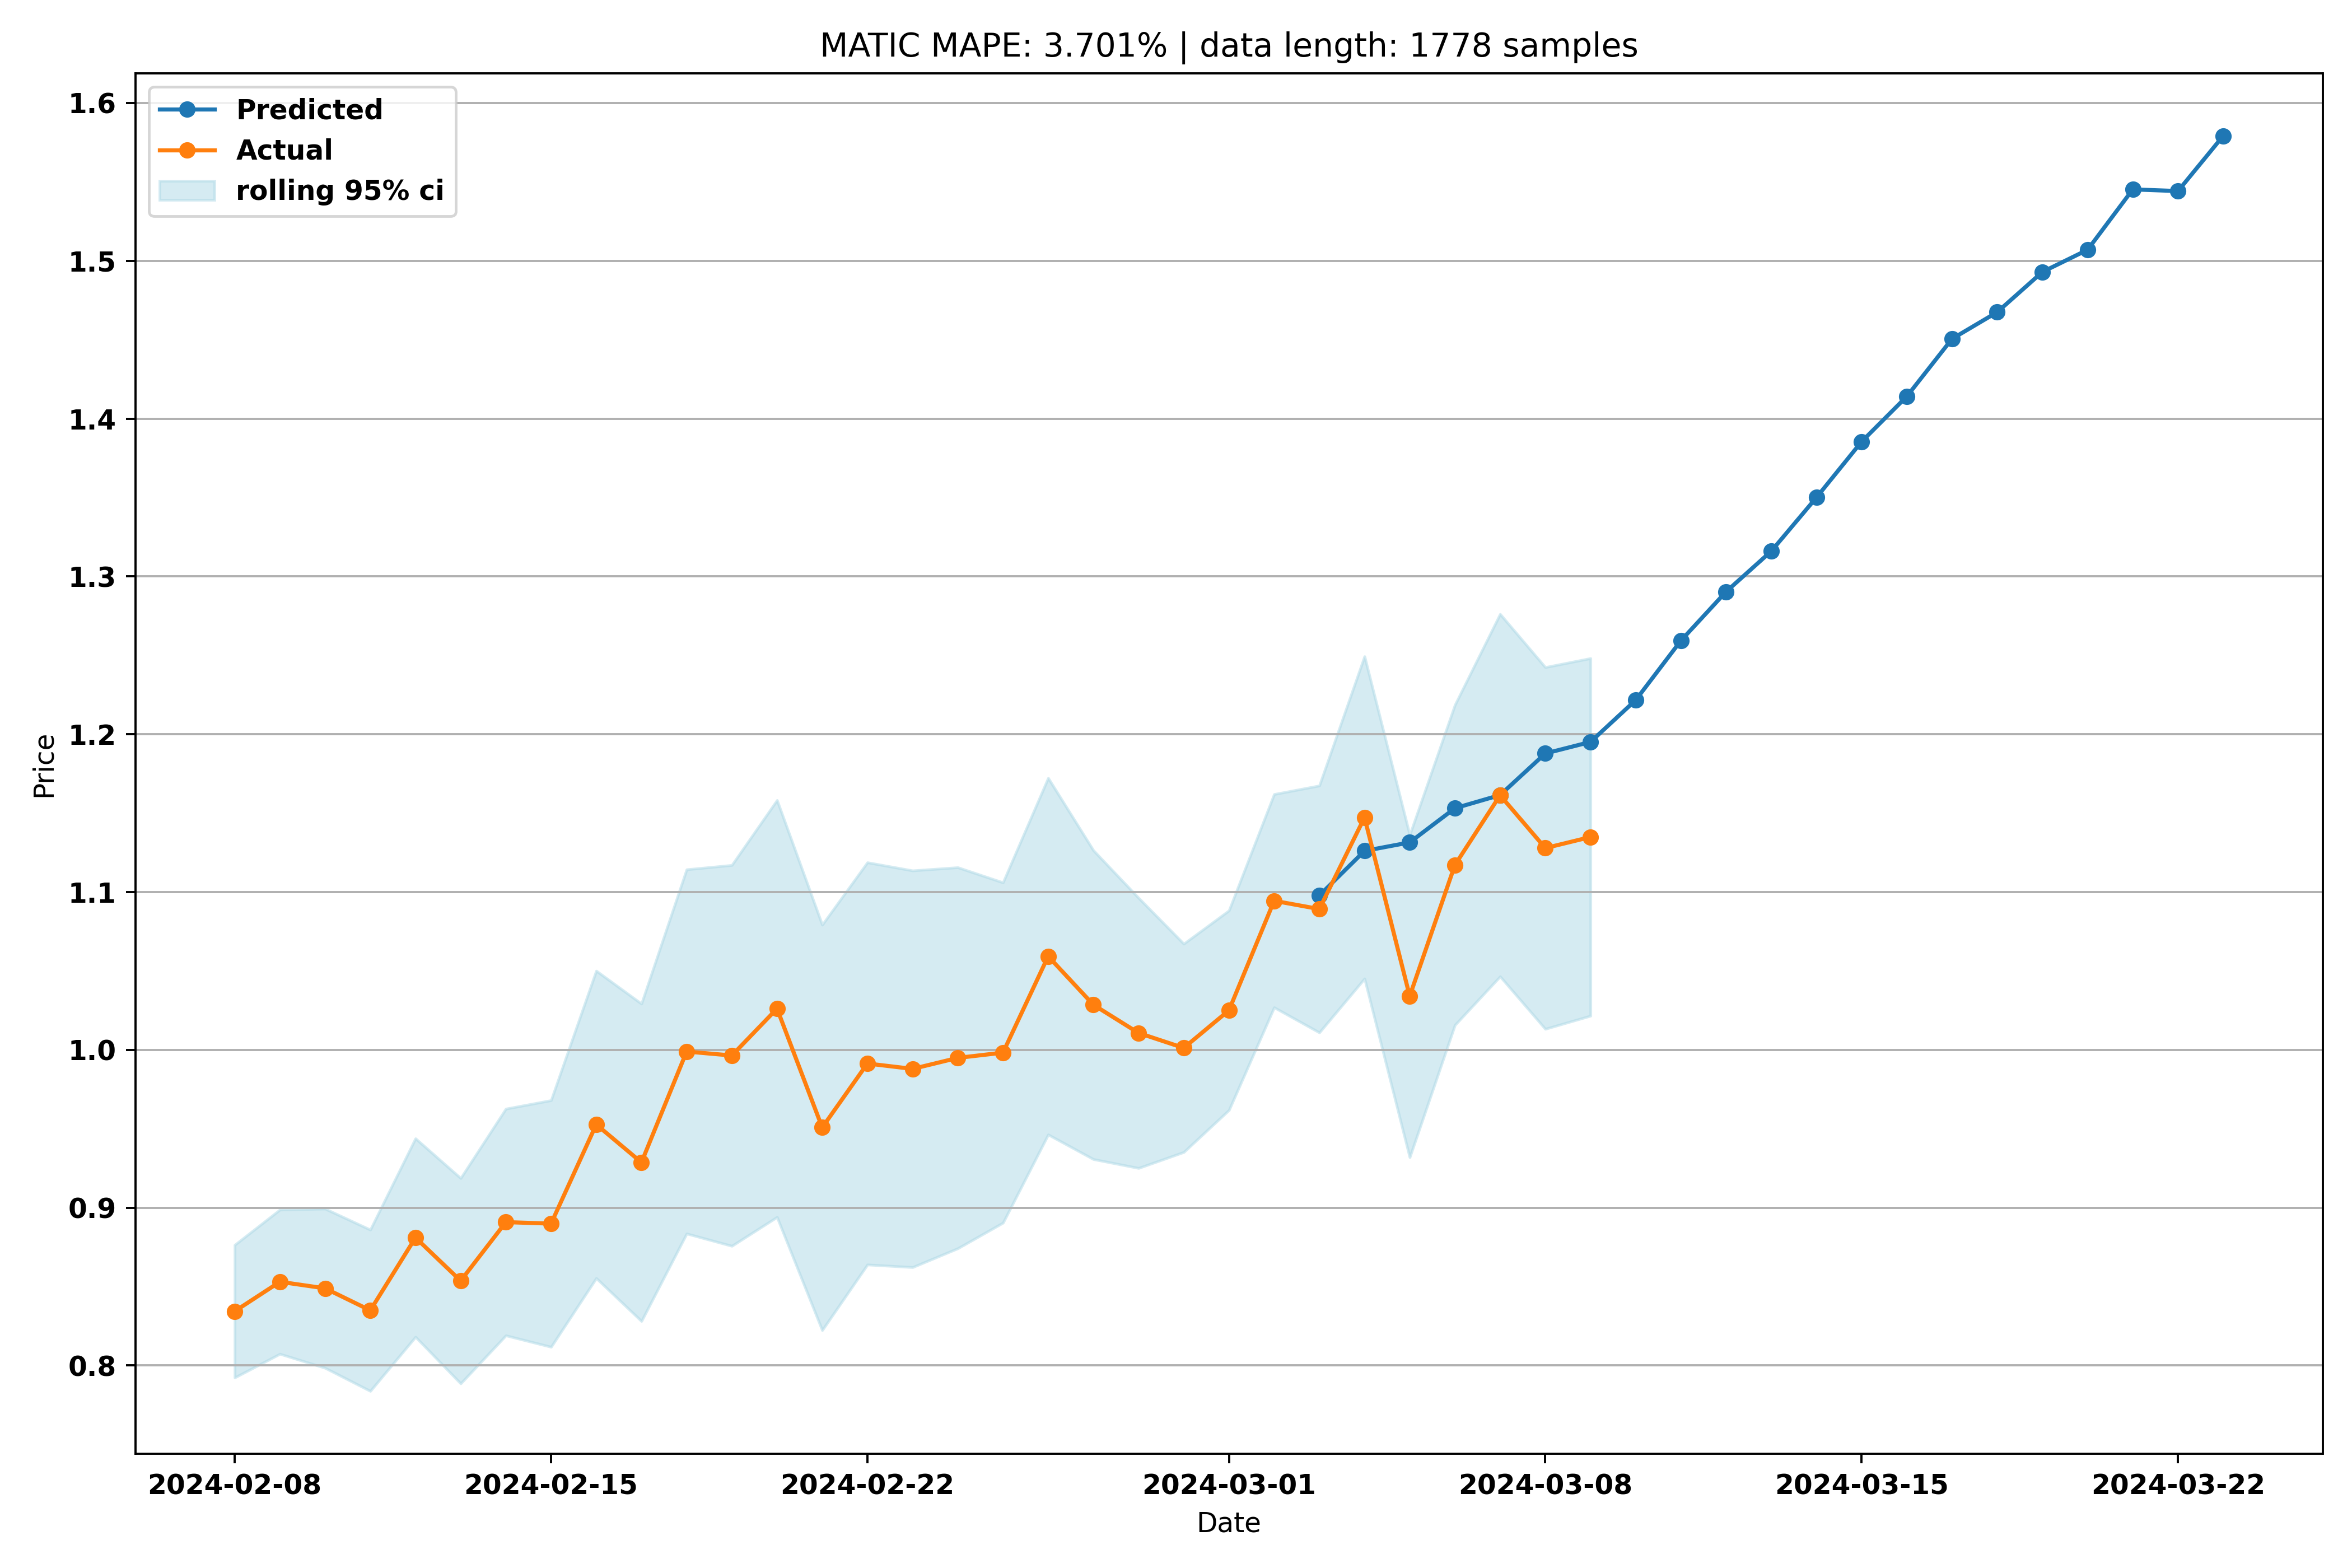 MATIC MAPE: 3.701% | data length: 1778 samples
Predicted
Actual
rolling 95% ci
1.6
1.5
1.4
1.3
1.2
1.1
1.0
0.9
0.8
Price
2024-02-08 2024-02-15 2024-02-22 2024-03-01 2024-03-08 2024-03-15 2024-03-22
Date